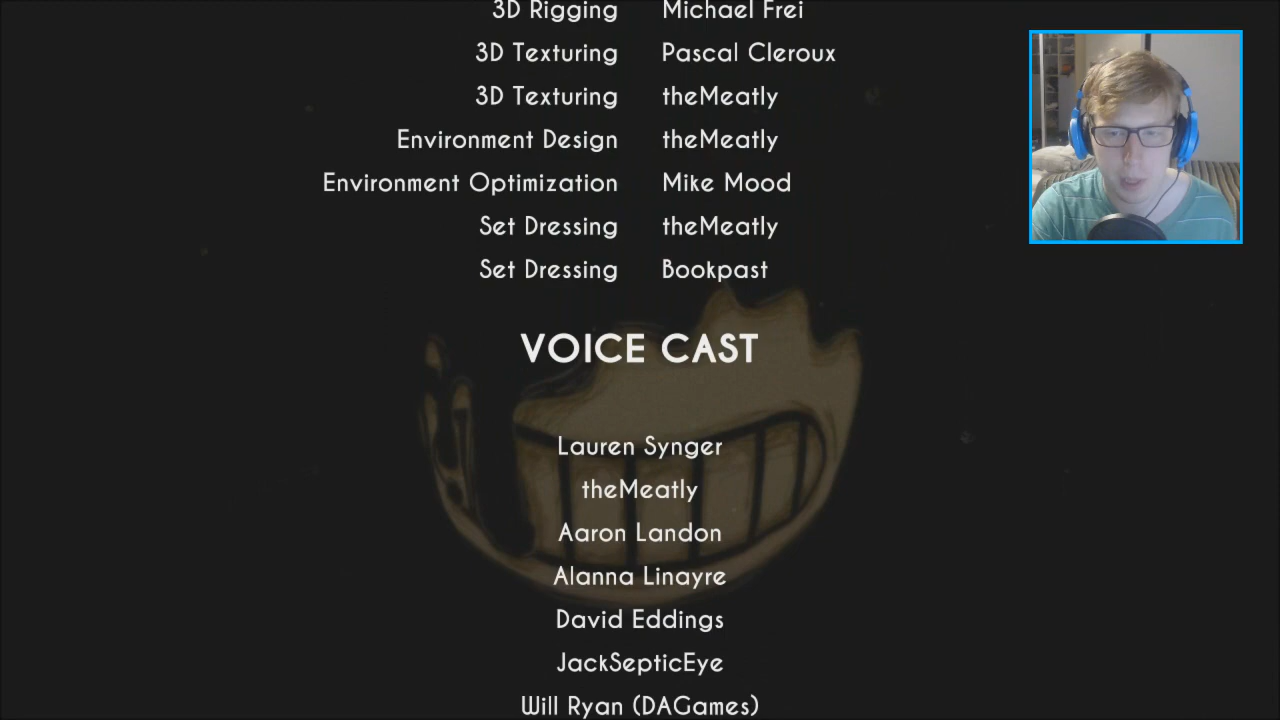 3D Rigging Michael Frei
3D Texturing Pascal Cleroux
3D Texturing theMeatly
Environment Design theMeatly
Environment Optimization Mike Mood
Set Dressing theMeatly
Set Dressing Bookpast
VOICE CAST
Lauren Synger
theMeatly
Aaron Landon
Alanna Linayre
David Eddings
JackSepticEye
Will Ryan (DAGames)